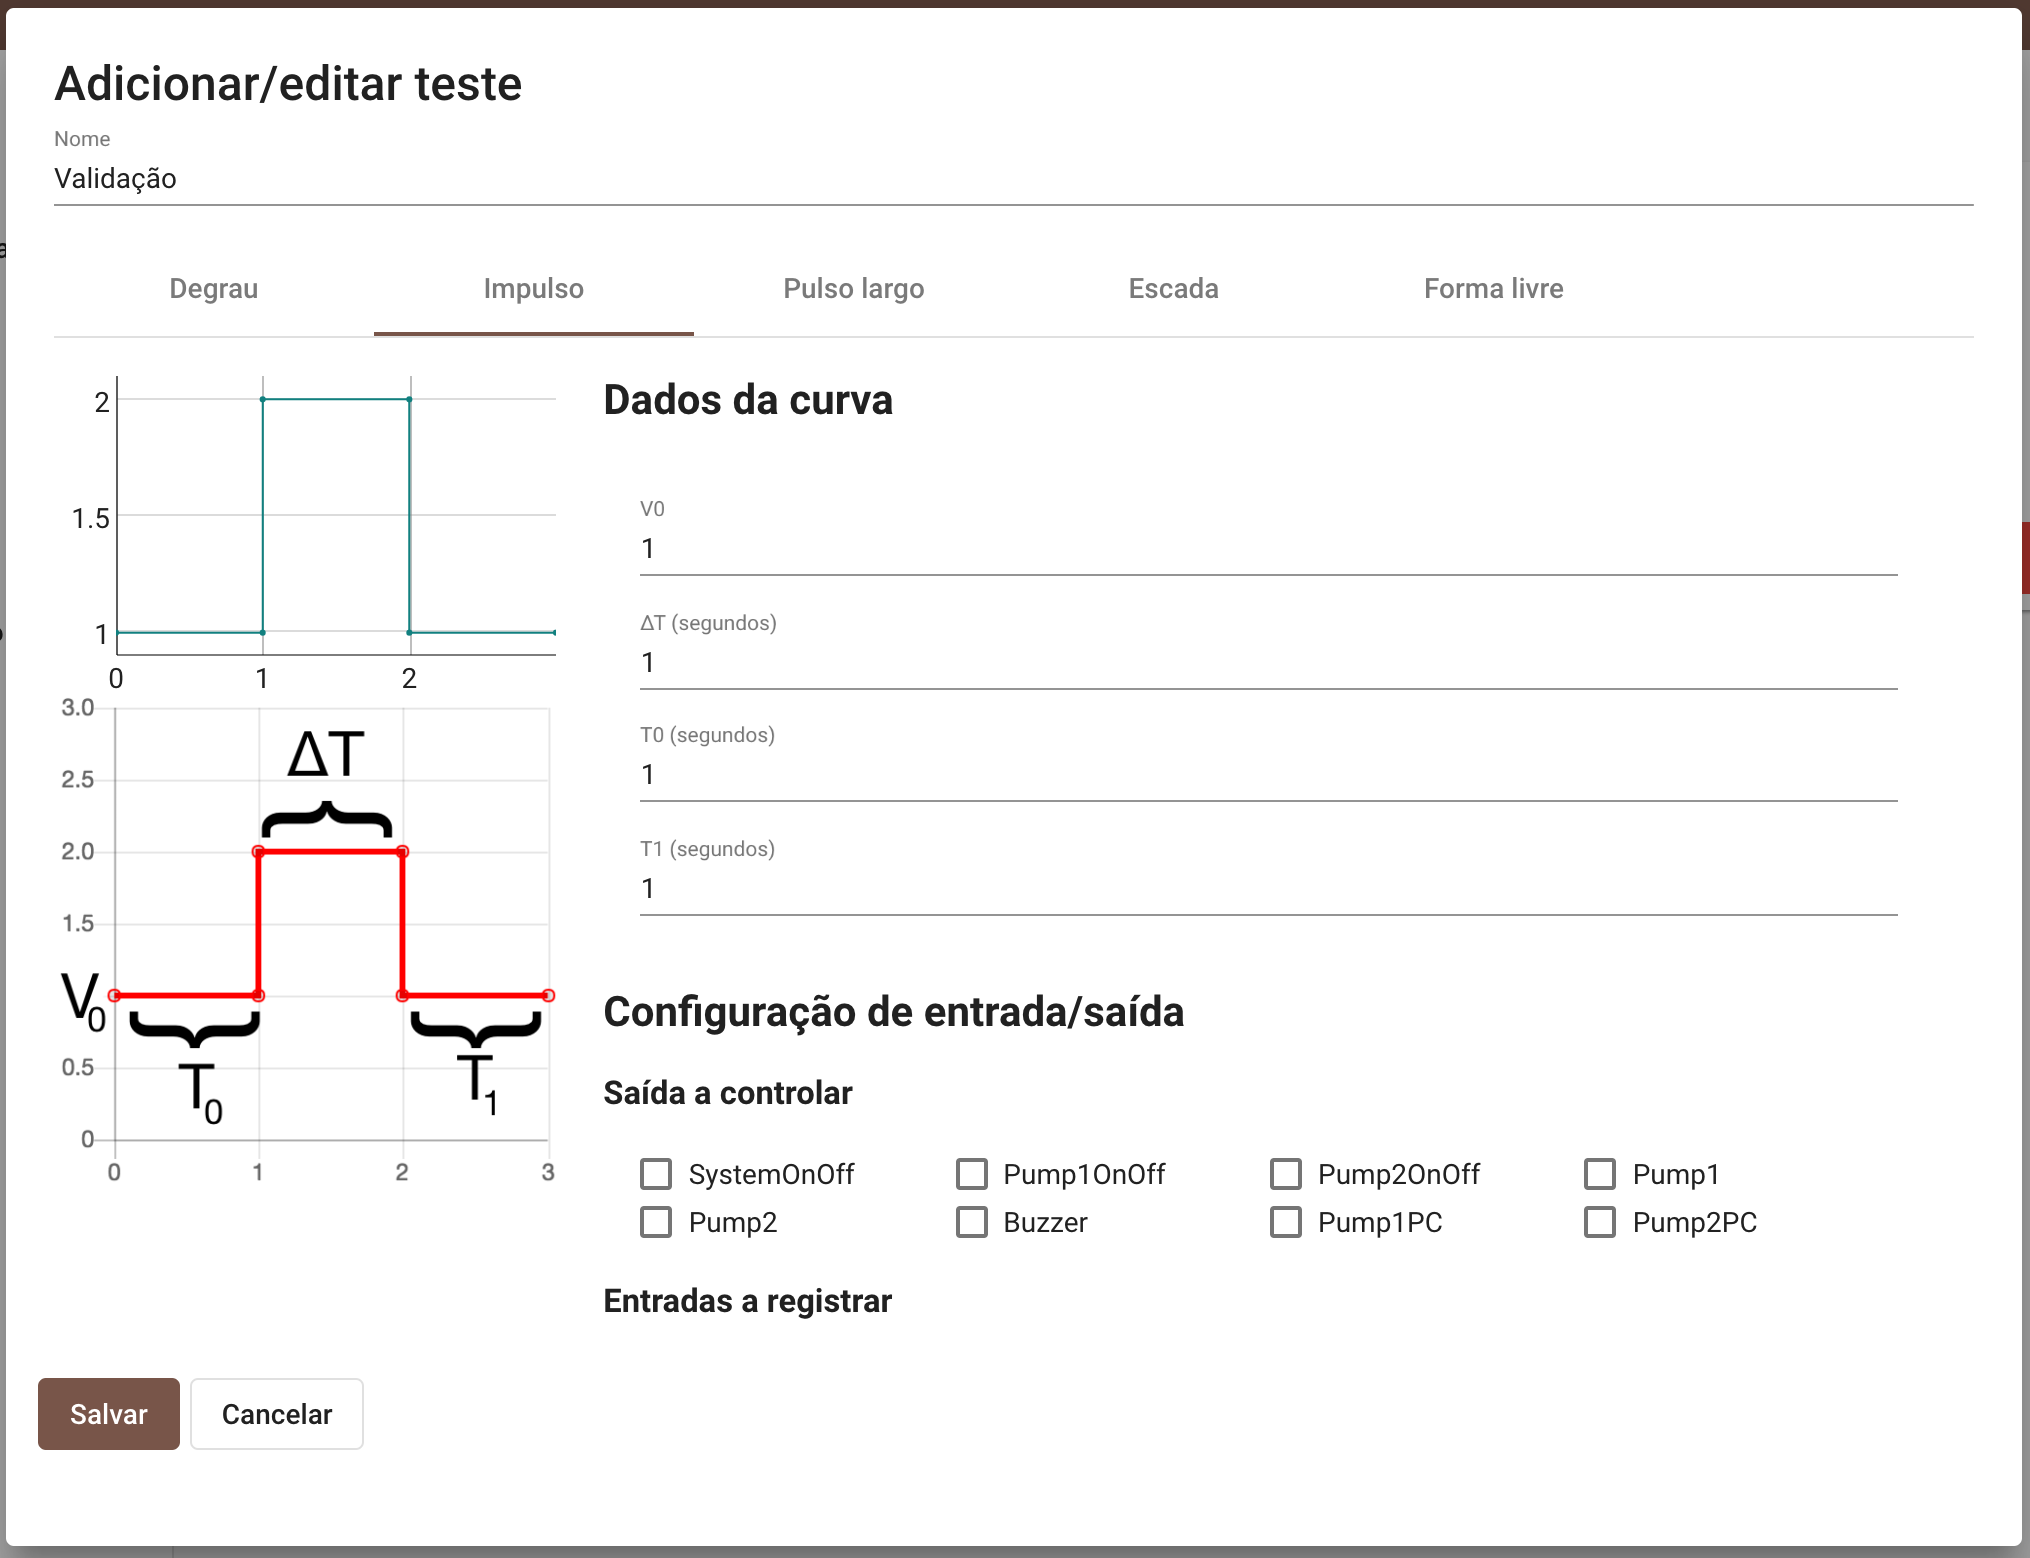 Adicionar/editar teste
Nome
Validação
Degrau Impulso Pulso largo Escada Forma livre
2
1.5
1
0 1 2
3.0
2.5
2.0
1.5
0.5
0
0 1 2 3
ΔT
V0
T0
T1
Dados da curva
V0
1
ΔT (segundos)
1
T0 (segundos)
1
T1 (segundos)
1
Configuração de entrada/saída
Saída a controlar
SystemOnOff Pump1OnOff Pump2OnOff Pump1
Pump2 Buzzer Pump1PC Pump2PC
Entradas a registrar
Salvar Cancelar